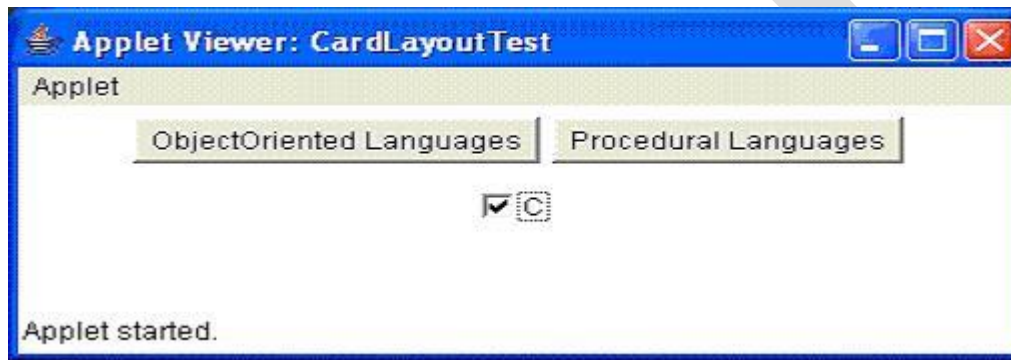 Applet Viewer: CardLayoutTest
Applet
ObjectOriented Languages Procedural Languages
C
Applet started.